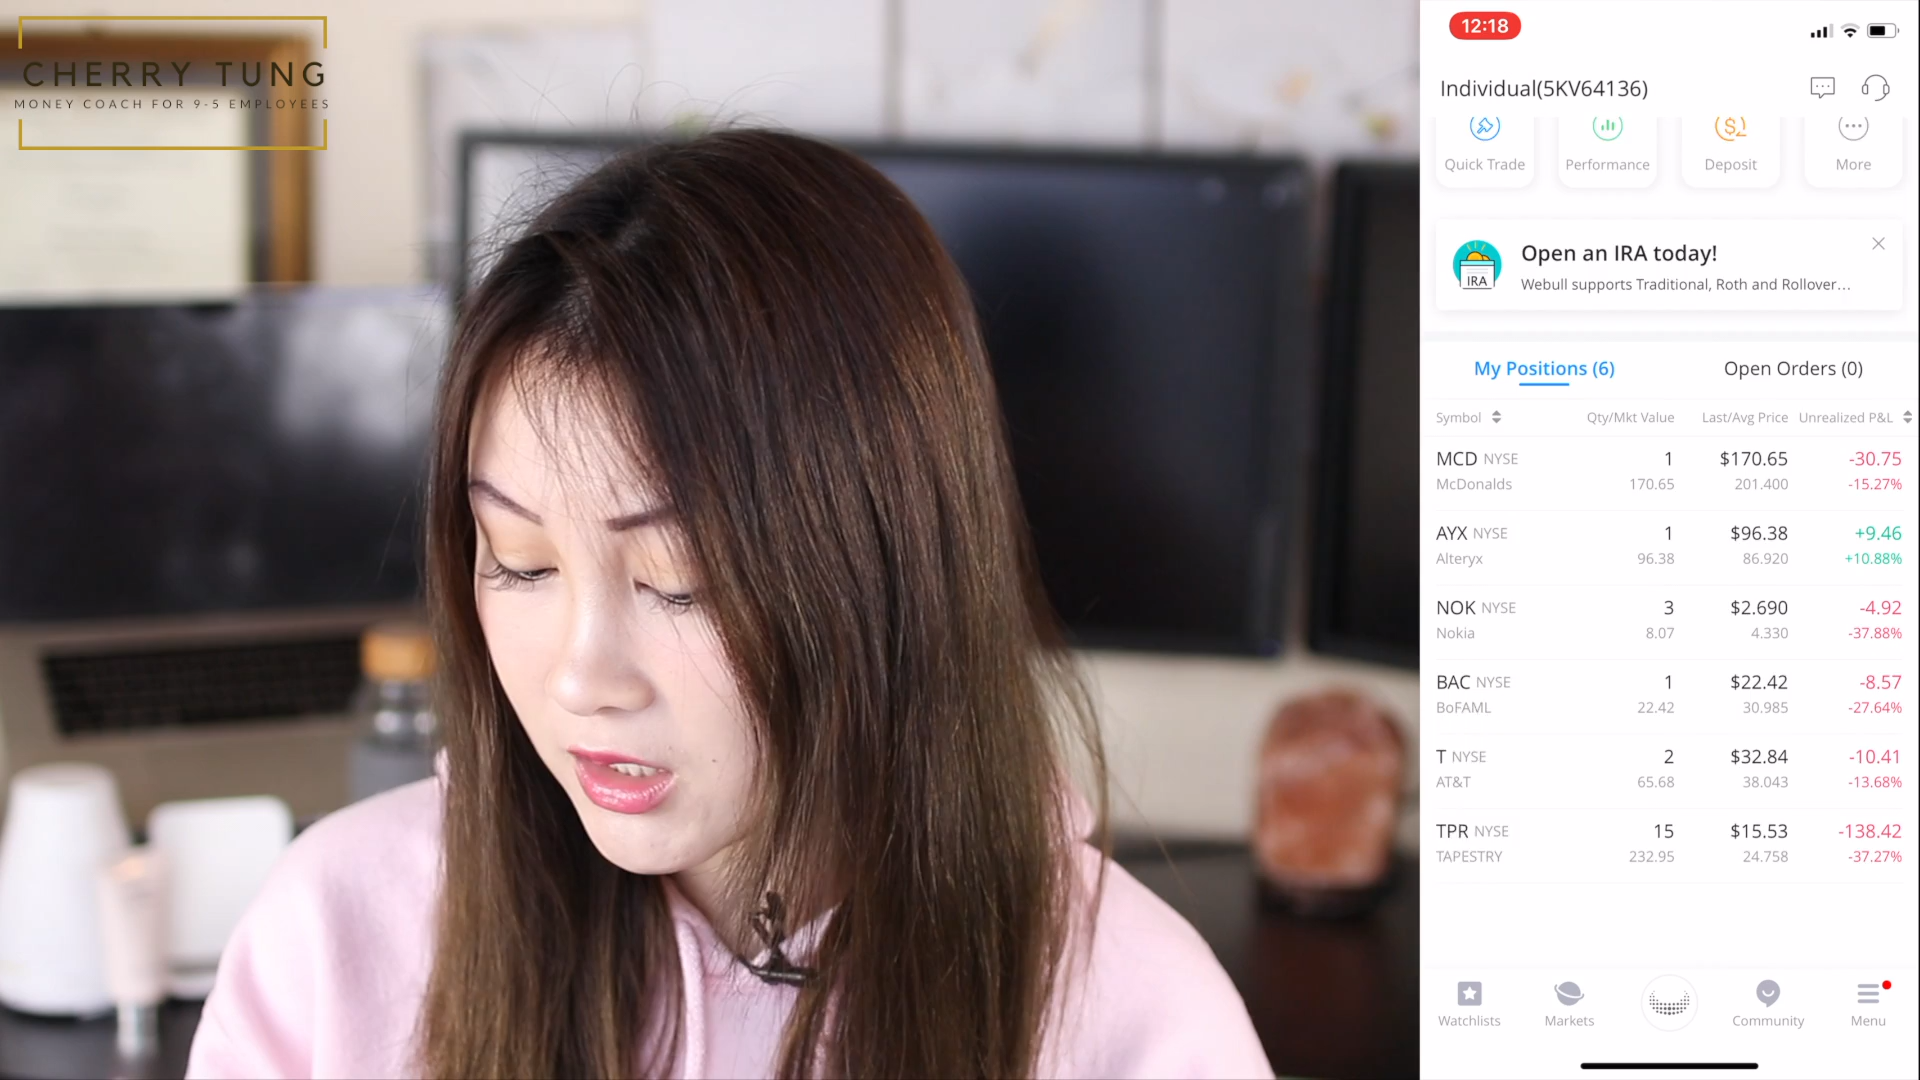 CHERRY TUNG
MONEY COACH FOR 9-5 EMPLOYEES
12:18
Individual(5KV64136)
Quick Trade Performance Deposit More
Open an IRA today!
IRA
Webull supports Traditional, Roth and Rollover...
My Positions (6) Open Orders (0)
Symbol Qty/Mkt Value Last/Avg Price Unrealized P&L
MCD NYSE 1 $170.65 -30.75
McDonalds 170.65 201.400 -15.27%
AYX NYSE 1 $96.38 +9.46
Alteryx 96.38 86.920 +10.88%
NOK NYSE 3 $2.690 -4.92
Nokia 8.07 4.330 -37.88%
BAC NYSE 1 $22.42 -8.57
BoFAML 22.42 30.985 -27.64%
T NYSE 2 $32.84 -10.41
AT&T 65.68 38.043 -13.68%
TPR NYSE 15 $15.53 -138.42
TAPESTRY 232.95 24.758 -37.27%
Watchlists Markets Community Menu